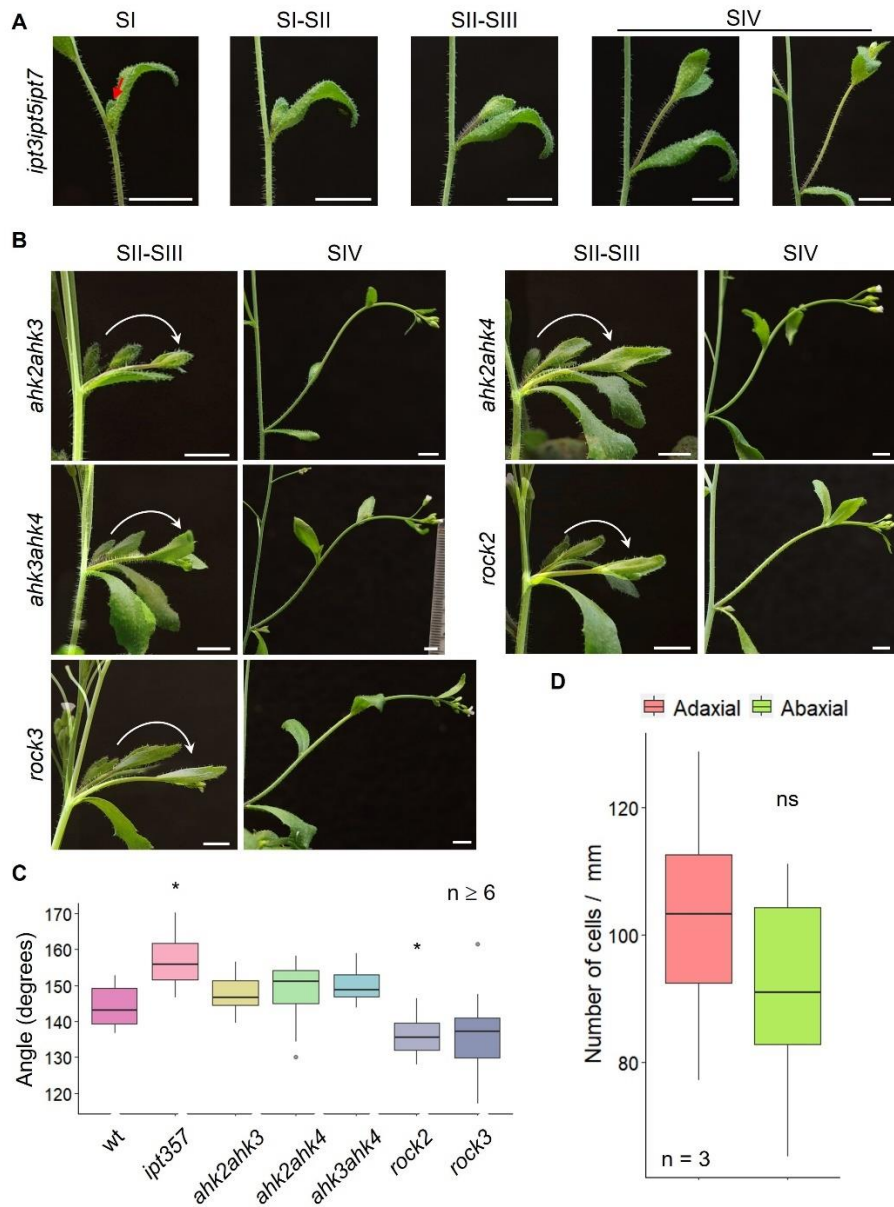 A
SI
SI-SII
SII-SIII
SIV
ipt3ipt5ipt7
B
SII-SIII
SIV
SII-SIII
SIV
ahk2ahk3
ahk2ahk4
ahk3ahk4
rock2
rock3
C
n ≥ 6
Angle (degrees)
170
160
150
140
130
120
*
*
wt
ipt357
ahk2ahk3
ahk2ahk4
ahk3ahk4
rock2
rock3
D
Adaxial
Abaxial
Number of cells / mm
120
100
80
ns
n = 3